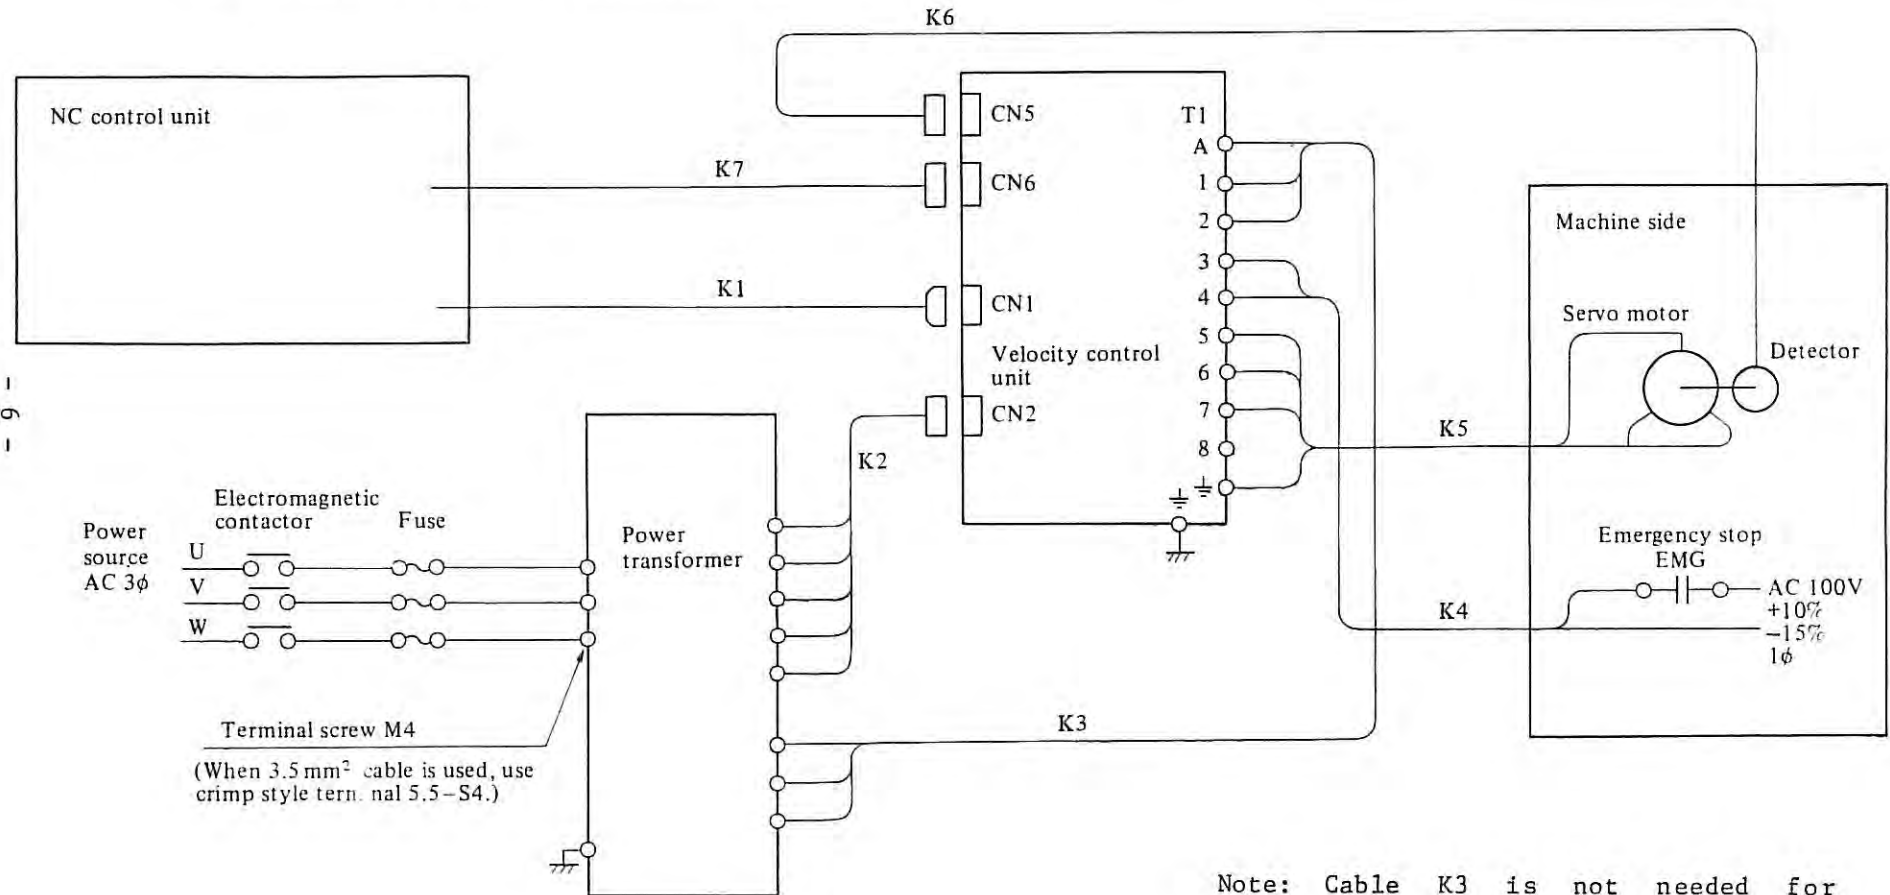 K6
NC control unit
CN5
T1
A
K7
CN6
1
2
Machine side
3
K1
CN1
4
Servo motor
5
Velocity control
unit
Detector
6
CN2
7
K5
8
K2
- 9 -
Electromagnetic
contactor
Fuse
Power
source
AC 3φ
U
V
W
Power
transformer
Emergency stop
EMG
AC 100V
+10%
−15%
1φ
K4
Terminal screw M4
(When 3.5 mm² cable is used, use
crimp style 5.5–S4.)
K3
Note: Cable K3 is not needed for